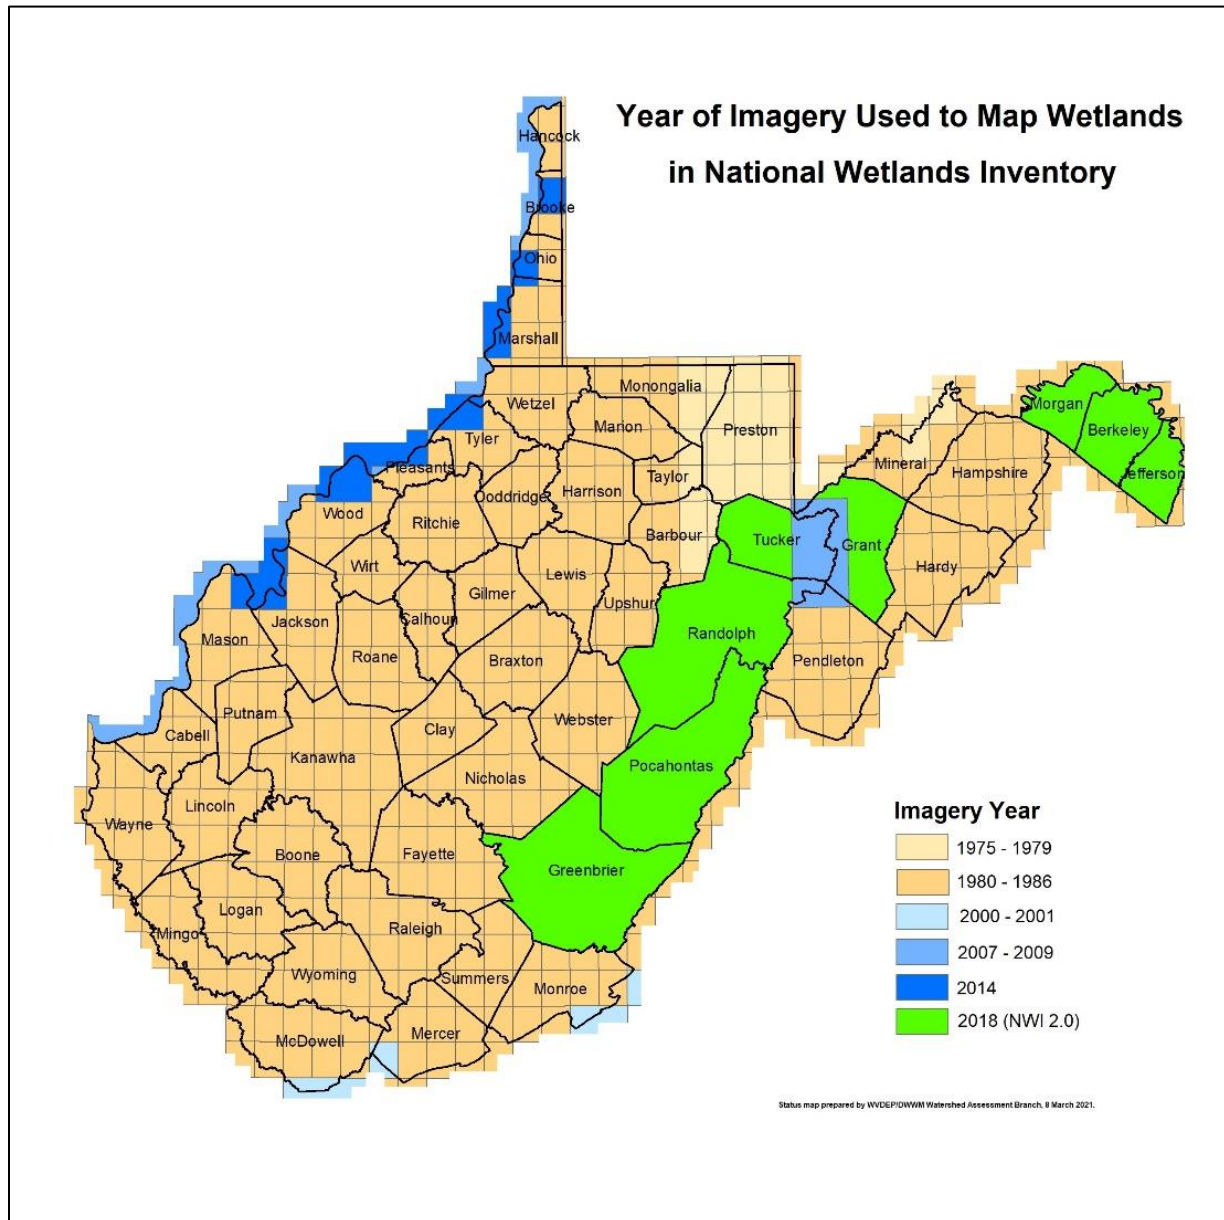 Year of Imagery Used to Map Wetlands
in National Wetlands Inventory
Hancock
Brooke
Ohio
Marshall
Wetzel
Monongalia
Marion
Preston
Tyler
Pleasants
Taylor
Doddridge
Harrison
Mineral
Hampshire
Morgan
Berkeley
Jefferson
Wood
Ritchie
Barbour
Tucker
Grant
Hardy
Wirt
Lewis
Gilmer
Calhoun
Upshur
Jackson
Mason
Roane
Braxton
Randolph
Pendleton
Putnam
Cabell
Clay
Webster
Kanawha
Nicholas
Pocahontas
Lincoln
Wayne
Boone
Fayette
Greenbrier
Logan
Mingo
Raleigh
Wyoming
Summers
Monroe
McDowell
Mercer
Imagery Year
1975 - 1979
1980 - 1986
2000 - 2001
2007 - 2009
2014
2018 (NWI 2.0)
Status map prepared by WVDEP/DWWM Watershed Assessment Branch, 8 March 2021.